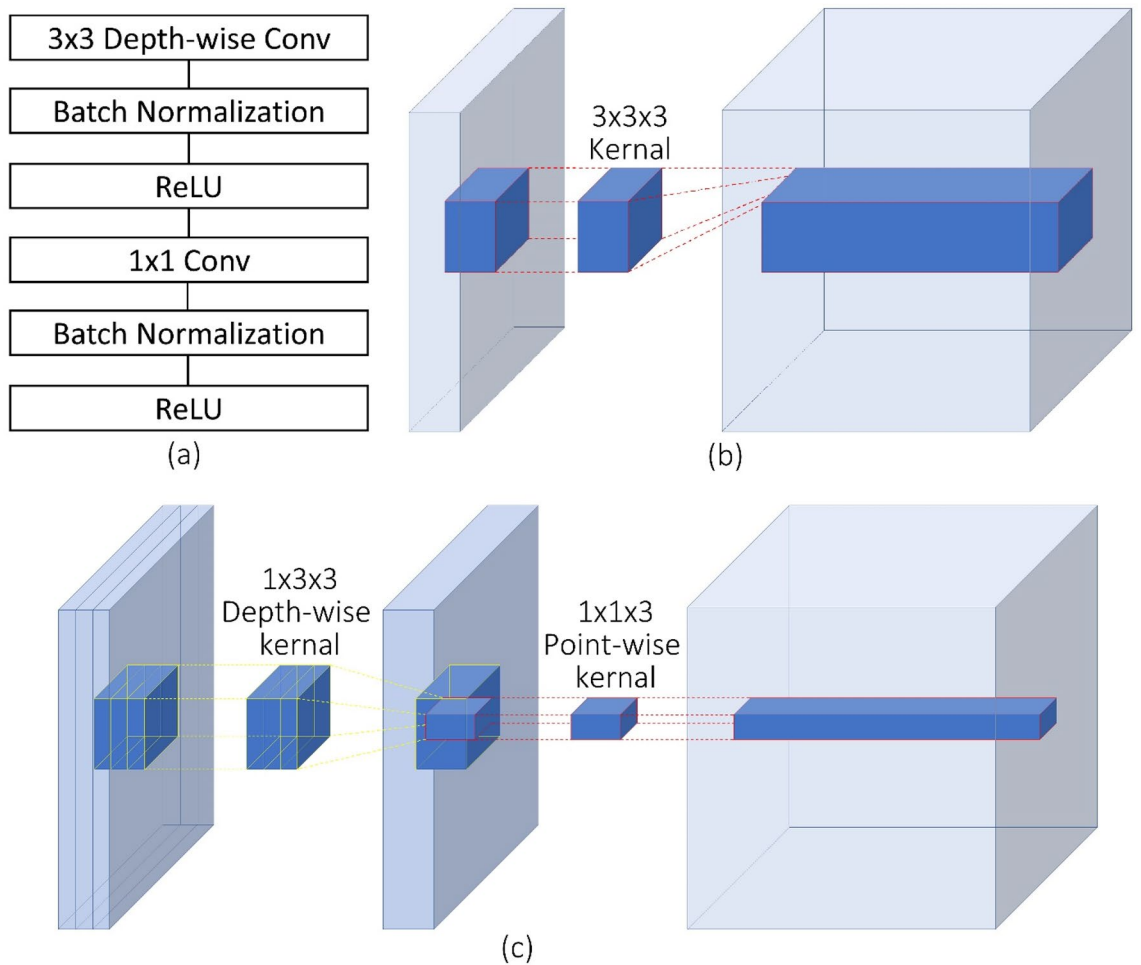 3x3 Depth-wise Conv
Batch Normalization
ReLU
1x1 Conv
Batch Normalization
ReLU
(a)
3x3x3
Kernal
(b)
1x3x3
Depth-wise
kernal
1x1x3
Point-wise
kernal
(c)